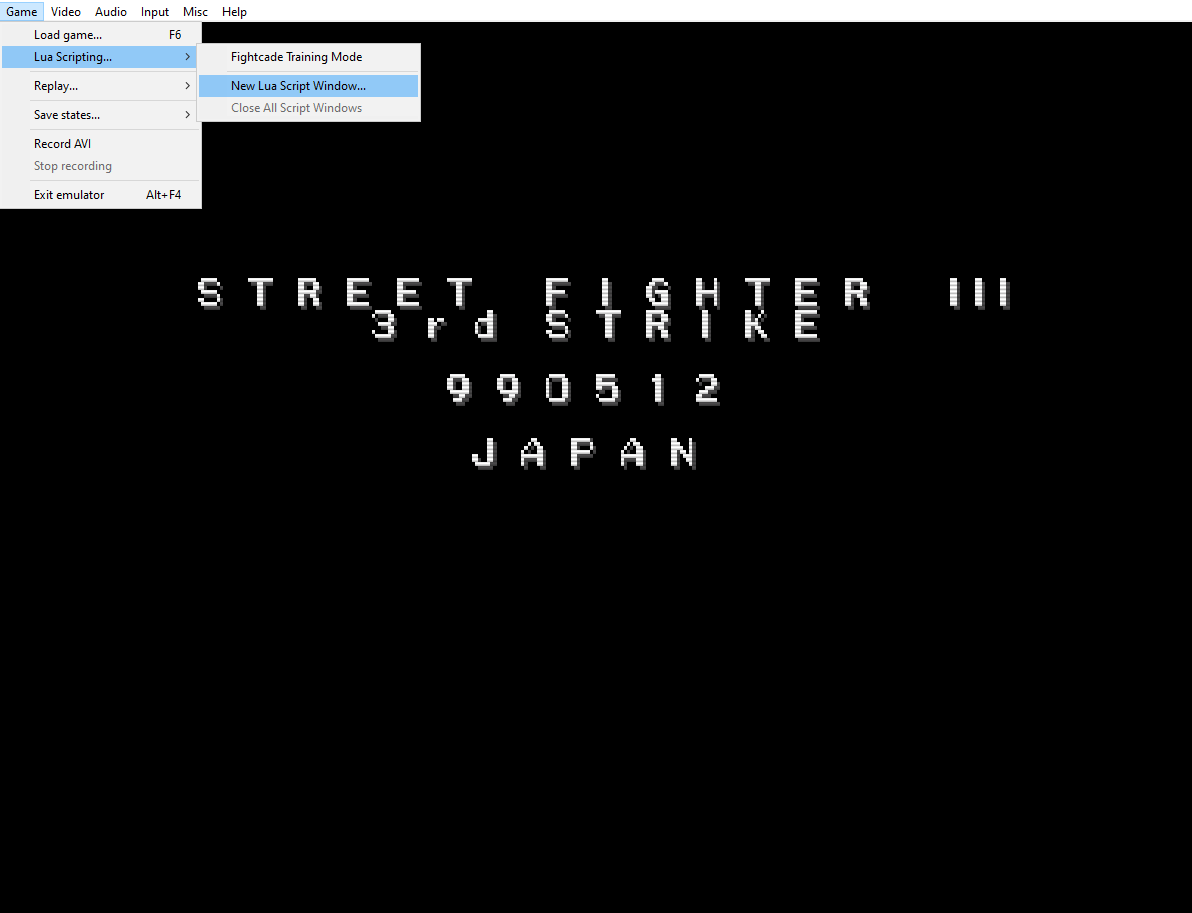 Game Video Audio Input Misc Help
Load game... F6
Lua Scripting...
Replay...
Save states...
Record AVI
Stop recording
Exit emulator Alt+F4
Fightcade Training Mode
New Lua Script Window...
Close All Script Windows
STREET FIGHTER III
3rd STRIKE
990512
JAPAN